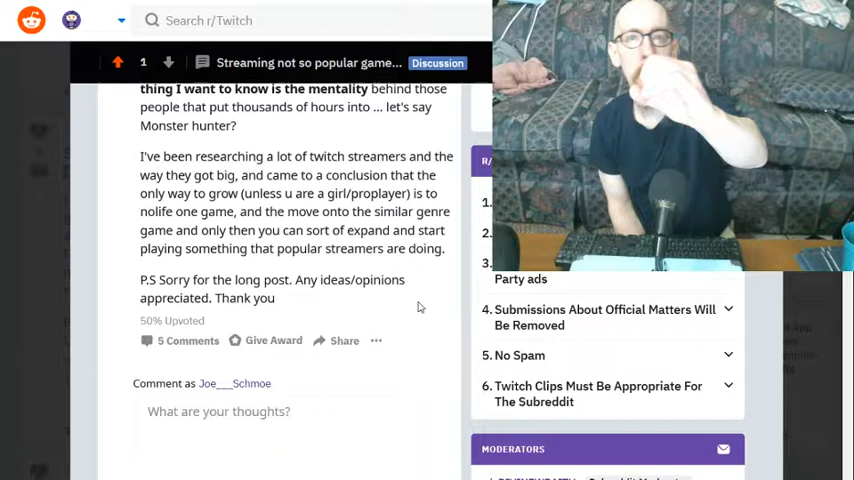 Search r/Twitch
1
Streaming not so popular game...
Discussion
thing I want to know is the mentality behind those
people that put thousands of hours into ... let's say
Monster hunter?
I've been researching a lot of twitch streamers and the
way they got big, and came to a conclusion that the
only way to grow (unless u are a girl/proplayer) is to
nolife one game, and the move onto the similar genre
game and only then you can sort of expand and start
playing something that popular streamers are doing.
P.S Sorry for the long post. Any ideas/opinions
appreciated. Thank you
50% Upvoted
5 Comments
Give Award
Share
Comment as Joe___Schmoe
What are your thoughts?
1.
2.
3.
Party ads
4. Submissions About Official Matters Will
Be Removed
5. No Spam
6. Twitch Clips Must Be Appropriate For
The Subreddit
MODERATORS